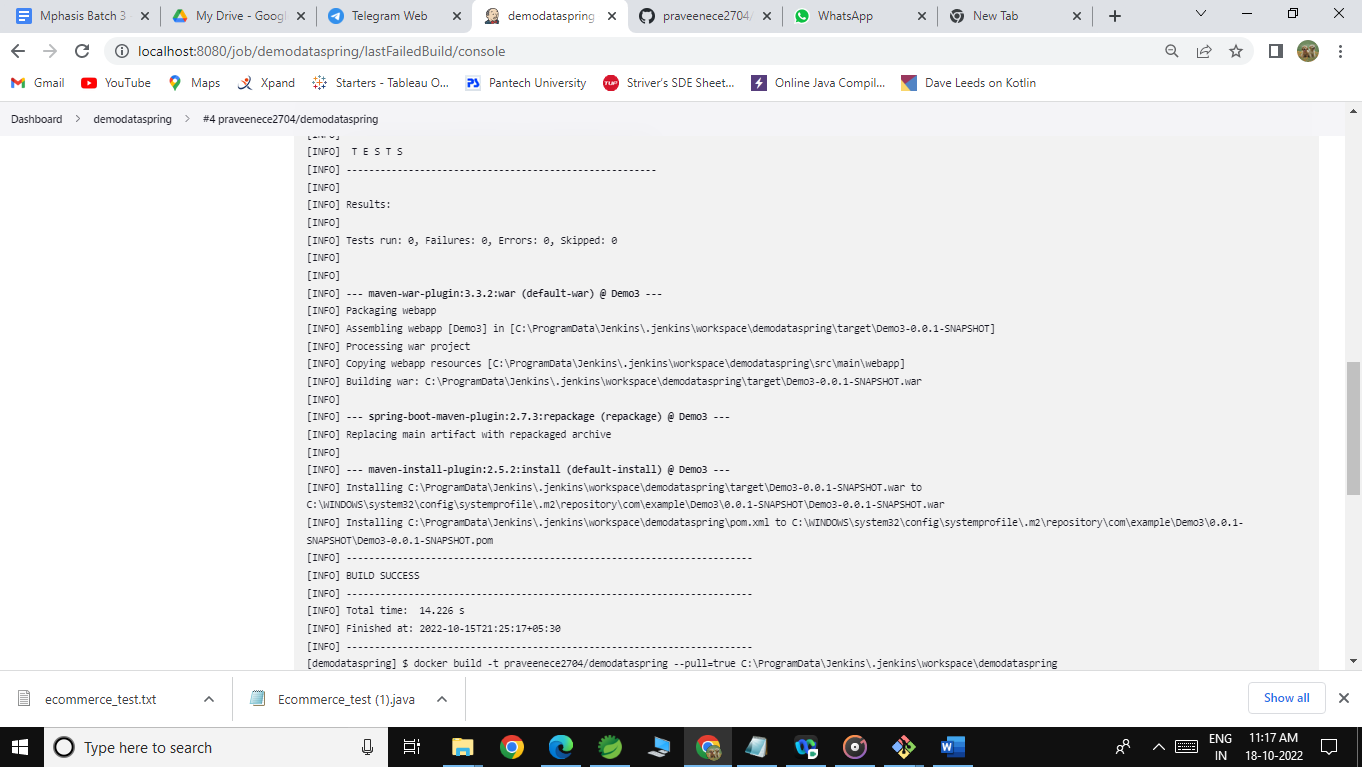 Mphasis Batch 3 -
My Drive - Googl
Telegram Web
demodataspring
praveenece2704/
WhatsApp
New Tab
localhost:8080/job/demodataspring/lastFailedBuild/console
Gmail
YouTube
Maps
Xpand
Starters - Tableau O...
Pantech University
Striver's SDE Sheet...
Online Java Compil...
Dave Leeds on Kotlin
Dashboard > demodataspring > #4 praveenece2704/demodataspring
[INFO]
[INFO]  T E S T S
[INFO] -------------------------------------------------------
[INFO]
[INFO] Results:
[INFO]
[INFO] Tests run: 0, Failures: 0, Errors: 0, Skipped: 0
[INFO]
[INFO]
[INFO] --- maven-war-plugin:3.3.2:war (default-war) @ Demo3 ---
[INFO] Packaging webapp
[INFO] Assembling webapp [Demo3] in [C:\ProgramData\Jenkins\.jenkins\workspace\demodataspring\target\Demo3-0.0.1-SNAPSHOT]
[INFO] Processing war project
[INFO] Copying webapp resources [C:\ProgramData\Jenkins\.jenkins\workspace\demodataspring\src\main\webapp]
[INFO] Building war: C:\ProgramData\Jenkins\.jenkins\workspace\demodataspring\target\Demo3-0.0.1-SNAPSHOT.war
[INFO]
[INFO] --- spring-boot-maven-plugin:2.7.3:repackage (repackage) @ Demo3 ---
[INFO] Replacing main artifact with repackaged archive
[INFO]
[INFO] --- maven-install-plugin:2.5.2:install (default-install) @ Demo3 ---
[INFO] Installing C:\ProgramData\Jenkins\.jenkins\workspace\demodataspring\target\Demo3-0.0.1-SNAPSHOT.war to
C:\WINDOWS\system32\config\systemprofile\.m2\repository\com\example\Demo3\0.0.1-SNAPSHOT\Demo3-0.0.1-SNAPSHOT.war
[INFO] Installing C:\ProgramData\Jenkins\.jenkins\workspace\demodataspring\pom.xml to C:\WINDOWS\system32\config\systemprofile\.m2\repository\com\example\Demo3\0.0.1-
SNAPSHOT\Demo3-0.0.1-SNAPSHOT.pom
[INFO] ------------------------------------------------------------------------
[INFO] BUILD SUCCESS
[INFO] ------------------------------------------------------------------------
[INFO] Total time:  14.226 s
[INFO] Finished at: 2022-10-15T21:25:17+05:30
[INFO] ------------------------------------------------------------------------
[demodataspring] $ docker build -t praveenece2704/demodataspring --pull=true C:\ProgramData\Jenkins\.jenkins\workspace\demodataspring
ecommerce_test.txt
Ecommerce_test (1).java
Show all
Type here to search
ENG
IN
11:17 AM
18-10-2022